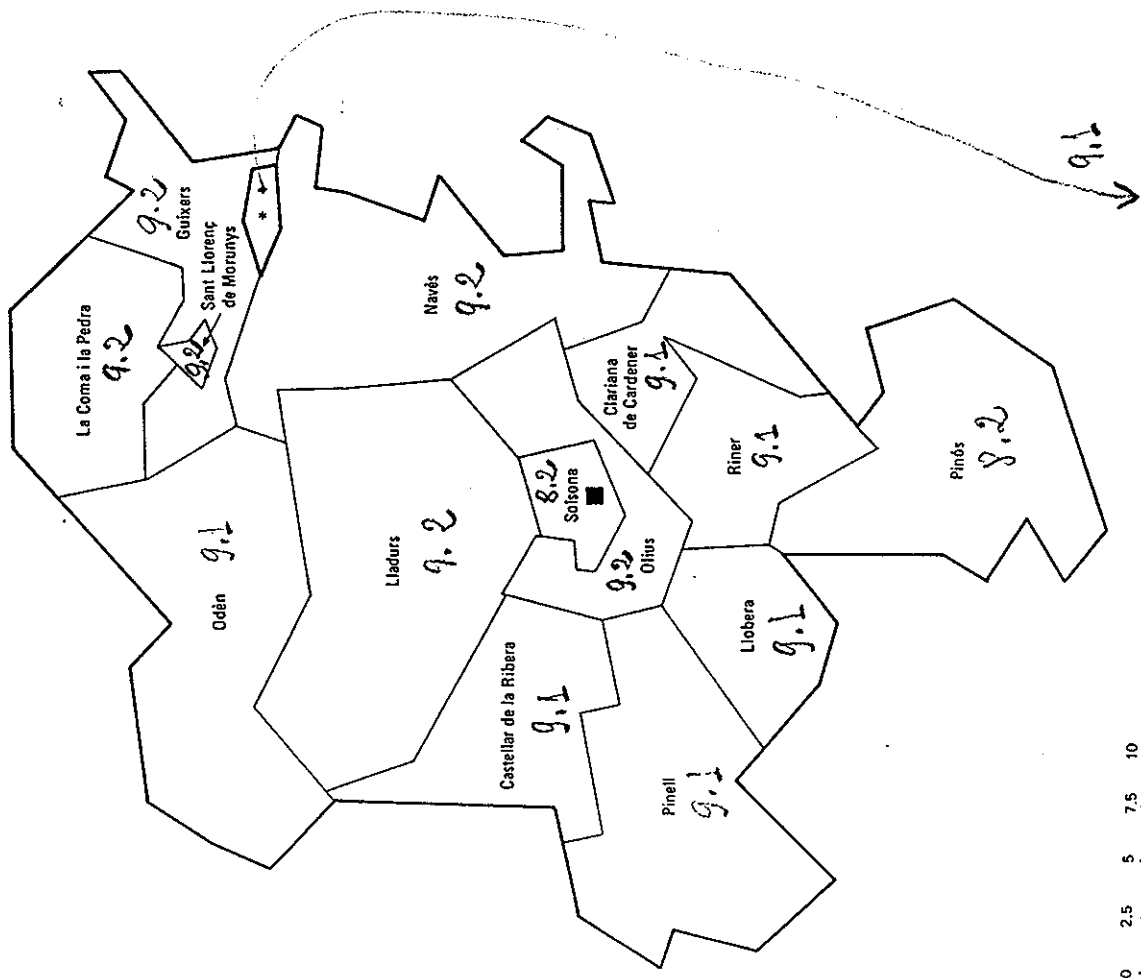 La Coma i la Pedra
9.2
9.2
Guixers
Sant Llorenç
de Morunys
9.2
*
Odèn
9.1
Navès
9.2
Lladurs
9.2
8.2
Solsona
Clariana
de Cardener
9.1
9.2
Olius
Castellar de la Ribera
9.1
Riner
9.1
Llobera
9.1
Pinell
9.1
Pinós
8.2
9.1
0 2.5 5 7,5 10